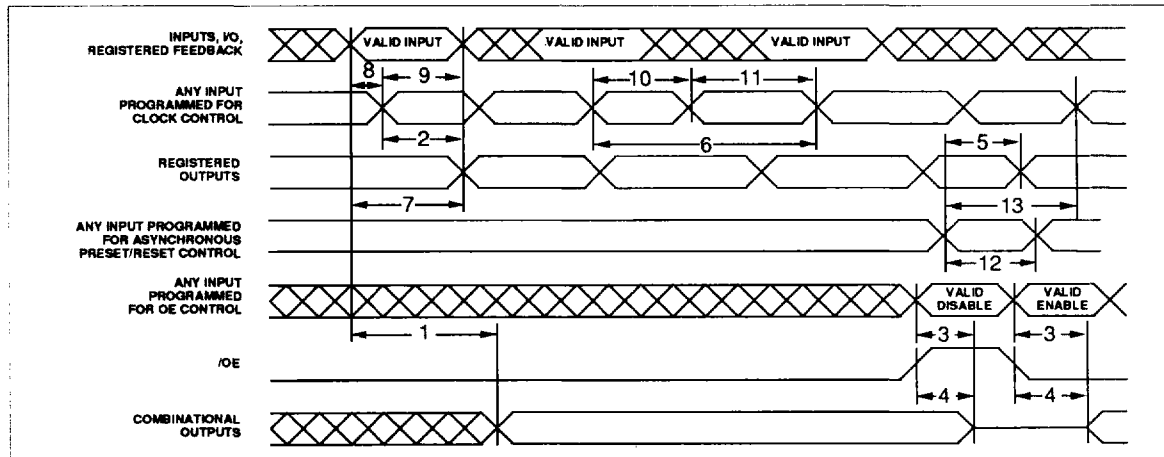 INPUTS, I/O,
REGISTERED FEEDBACK
VALID INPUT
VALID INPUT
VALID INPUT
8
9
10
11
ANY INPUT
PROGRAMMED FOR
CLOCK CONTROL
2
6
5
REGISTERED
OUTPUTS
7
13
ANY INPUT PROGRAMMED
FOR ASYNCHRONOUS
PRESET/RESET CONTROL
12
ANY INPUT
PROGRAMMED
FOR OE CONTROL
VALID
DISABLE
VALID
ENABLE
1
3
3
/OE
4
4
COMBINATIONAL
OUTPUTS